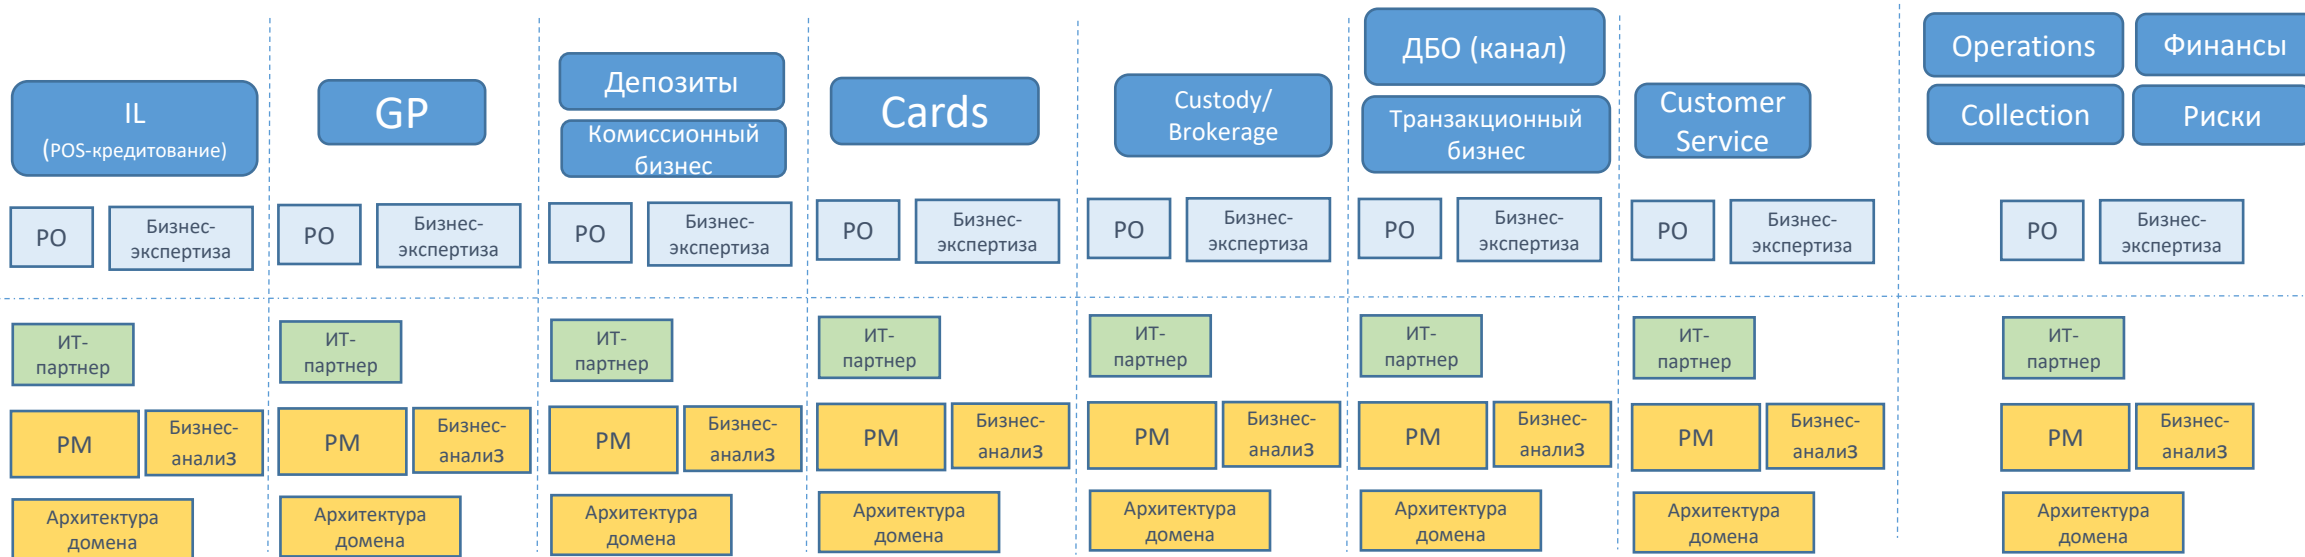 IL
(POS-кредитование)
GP
Депозиты
Комиссионный
бизнес
Cards
Custody/
Brokerage
ДБО (канал)
Транзакционный
бизнес
Customer
Service
Operations
Финансы
Collection
Риски
PO
Бизнес-
экспертиза
PO
Бизнес-
экспертиза
PO
Бизнес-
экспертиза
PO
Бизнес-
экспертиза
PO
Бизнес-
экспертиза
PO
Бизнес-
экспертиза
PO
Бизнес-
экспертиза
PO
Бизнес-
экспертиза
ИТ-
партнер
ИТ-
партнер
ИТ-
партнер
ИТ-
партнер
ИТ-
партнер
ИТ-
партнер
ИТ-
партнер
ИТ-
партнер
PM
Бизнес-
анализ
PM
Бизнес-
анализ
PM
Бизнес-
анализ
PM
Бизнес-
анализ
PM
Бизнес-
анализ
PM
Бизнес-
анализ
PM
Бизнес-
анализ
PM
Бизнес-
анализ
Архитектура
домена
Архитектура
домена
Архитектура
домена
Архитектура
домена
Архитектура
домена
Архитектура
домена
Архитектура
домена
Архитектура
домена